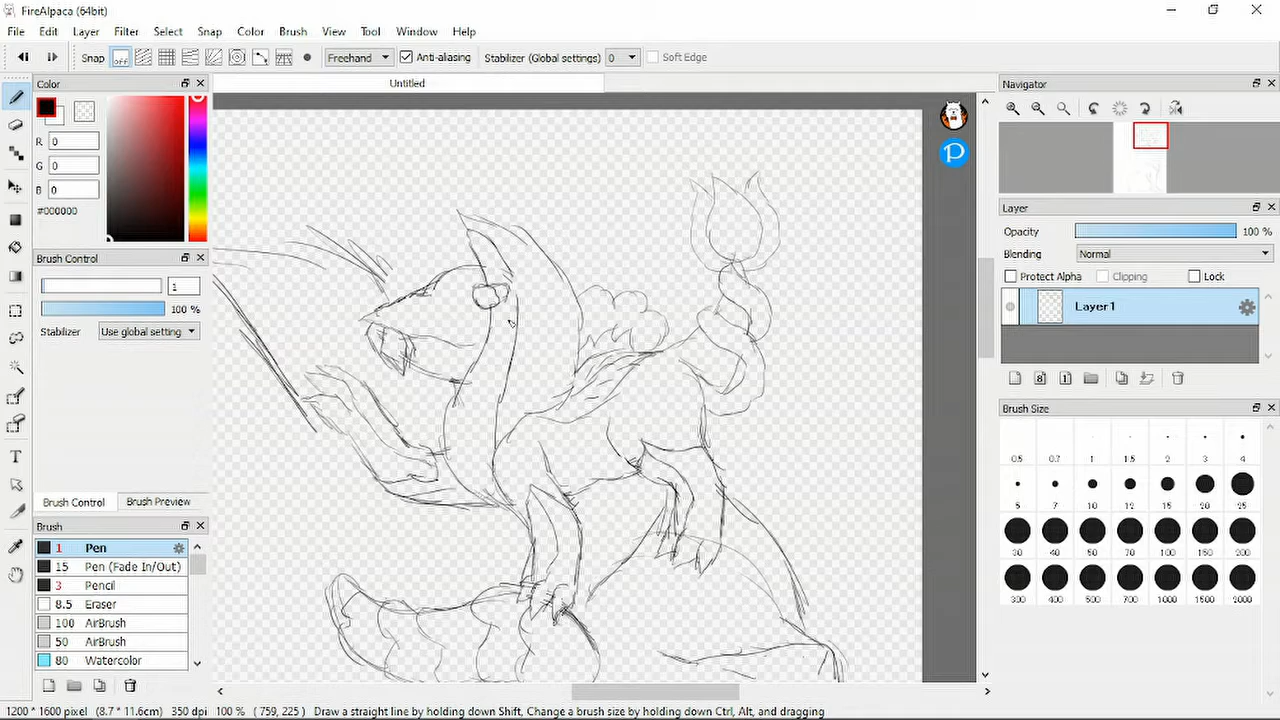 FireAlpaca (64bit)
File Edit Layer Filter Select Snap Color Brush View Tool Window Help
Snap off Freehand Anti-aliasing Stabilizer (Global settings) 0 Soft Edge
Color
Untitled
Navigator
R 0
G 0
B 0
#000000
P
Layer
Opacity 100 %
Blending Normal
Protect Alpha Clipping Lock
Layer1
Brush Control
1
100 %
Stabilizer Use global setting
8 1
Brush Size
0.5 0.7 1 1.5 2 3 4
5 7 10 12 15 20 25
30 40 50 70 100 150 200
300 400 500 700 1000 1500 2000
Brush Control Brush Preview
Brush
1 Pen
15 Pen (Fade In/Out)
3 Pencil
8.5 Eraser
100 AirBrush
50 AirBrush
80 Watercolor
T
1200 * 1600 pixel (8.7 * 11.6cm) 350 dpi 100 % ( 759, 225 ) Draw a straight line by holding down Shift, Change a brush size by holding down Ctrl, Alt, and dragging